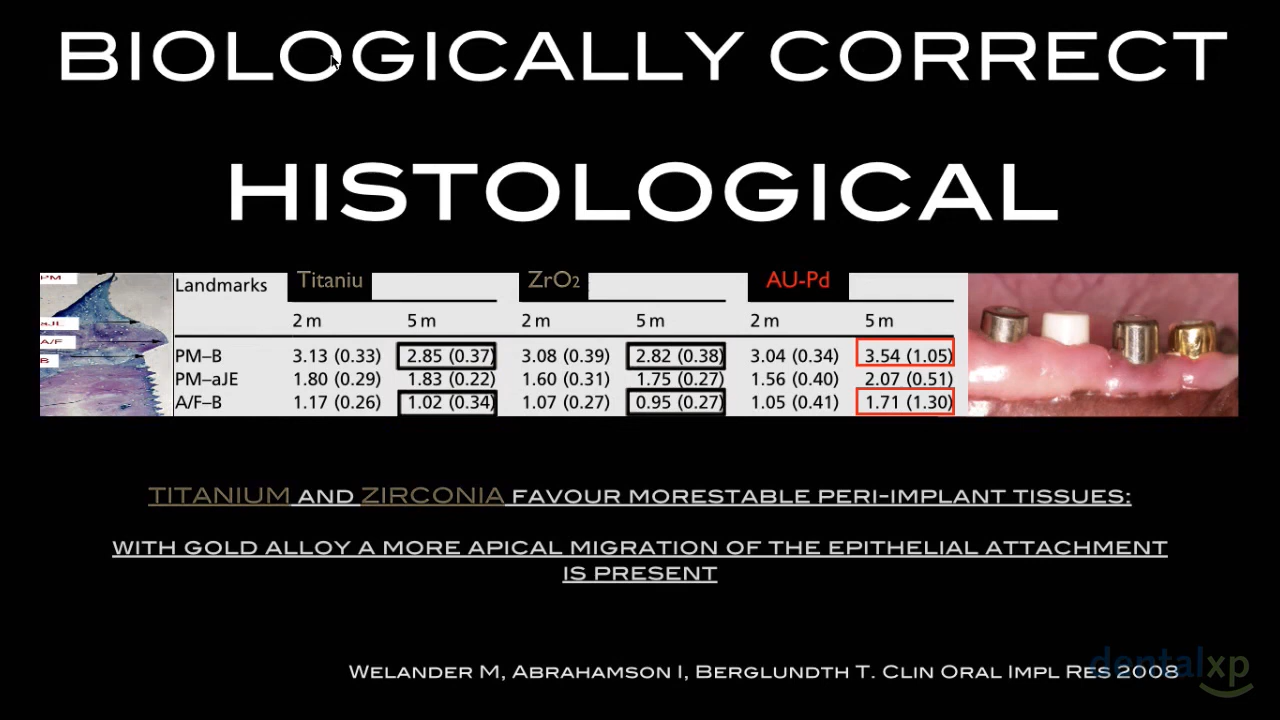 BIOLOGICALLY CORRECT
HISTOLOGICAL
PM
aJE
A/F
B
Landmarks Titaniu ZrO₂ AU-Pd
2 m 5 m 2 m 5 m 2 m 5 m
PM–B 3.13 (0.33) 2.85 (0.37) 3.08 (0.39) 2.82 (0.38) 3.04 (0.34) 3.54 (1.05)
PM–aJE 1.80 (0.29) 1.83 (0.22) 1.60 (0.31) 1.75 (0.27) 1.56 (0.40) 2.07 (0.51)
A/F–B 1.17 (0.26) 1.02 (0.34) 1.07 (0.27) 0.95 (0.27) 1.05 (0.41) 1.71 (1.30)
TITANIUM AND ZIRCONIA FAVOUR MORESTABLE PERI-IMPLANT TISSUES:
WITH GOLD ALLOY A MORE APICAL MIGRATION OF THE EPITHELIAL ATTACHMENT
IS PRESENT
WELANDER M, ABRAHAMSON I, BERGLUNDTH T. CLIN ORAL IMPL RES 2008
dentalxp